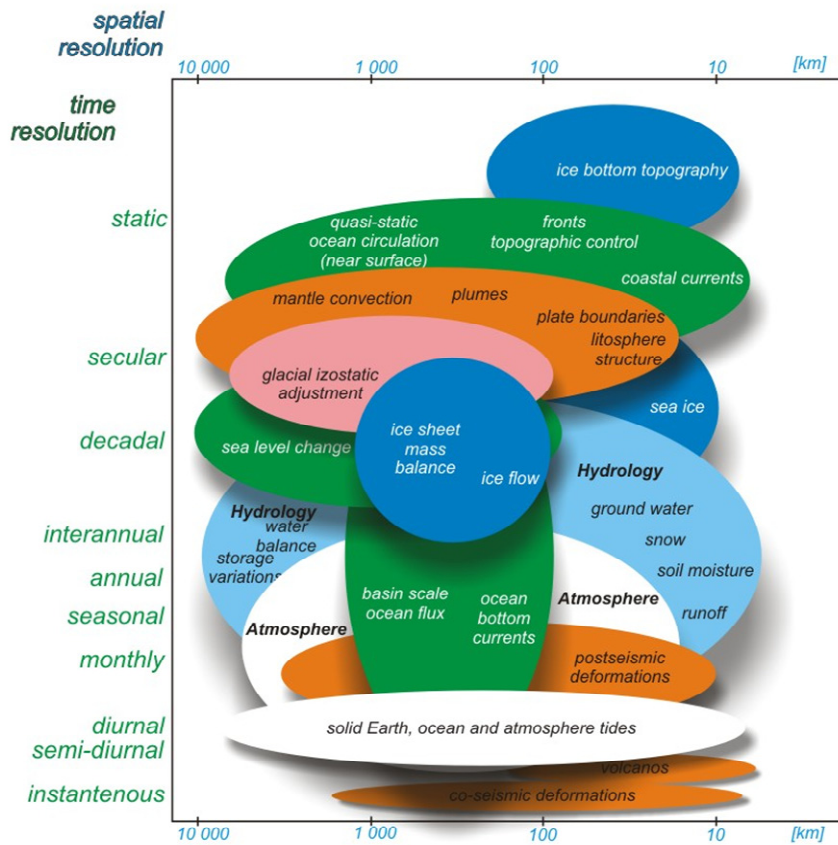 spatial
resolution
10 000 1 000 100 10 [km]
time
resolution
ice bottom topography
static
quasi-static
ocean circulation
(near surface)
fronts
topographic control
coastal currents
mantle convection
plumes
plate boundaries
litosphere
structure
secular
glacial izostatic
adjustment
sea ice
decadal
sea level change
ice sheet
mass
balance
ice flow
Hydrology
ground water
snow
soil moisture
runoff
Hydrology
water
balance
storage
variations
interannual
annual
seasonal
monthly
Atmosphere
basin scale
ocean flux
ocean
bottom
currents
Atmosphere
postseismic
deformations
diurnal
semi-diurnal
solid Earth, ocean and atmosphere tides
volcanos
instantenous
co-seismic deformations
10 000 1 000 100 10 [km]